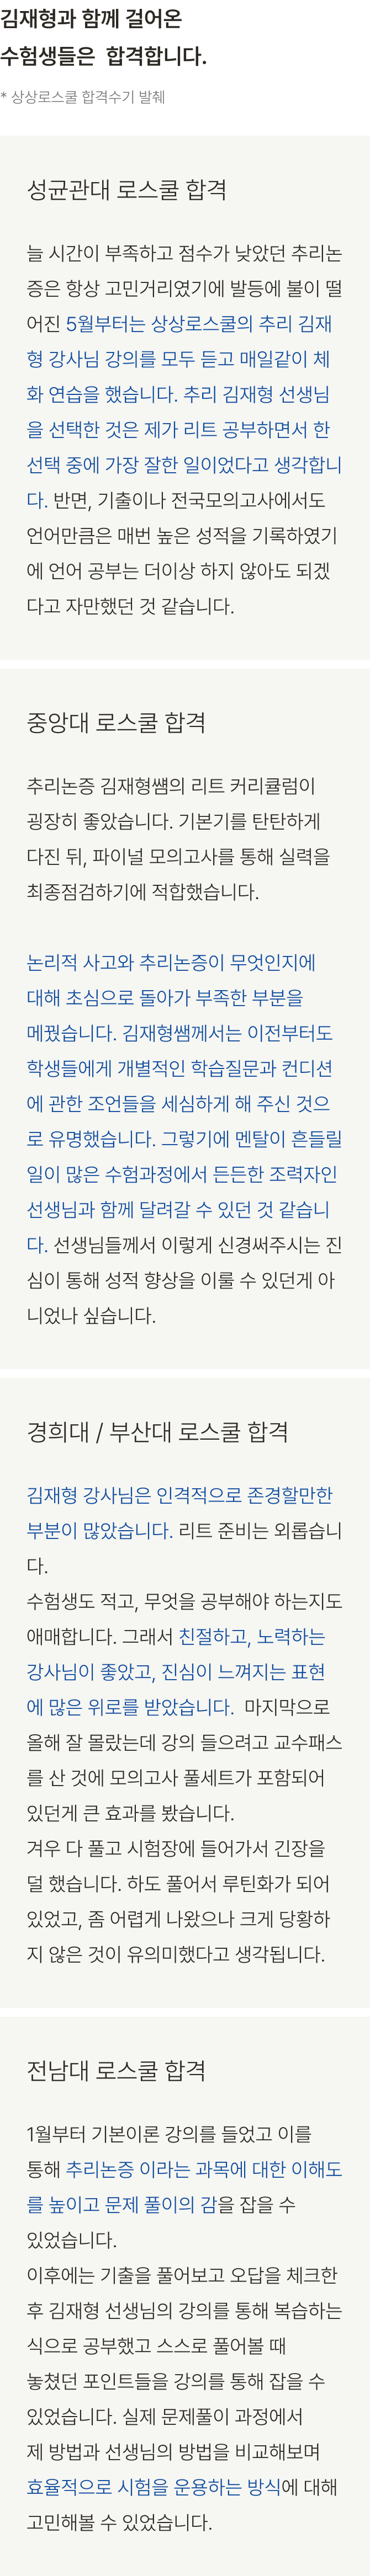 김재형과 함께 걸어온
수험생들은 합격합니다.
* 상상로스쿨 합격수기 발췌
성균관대 로스쿨 합격
늘 시간이 부족하고 점수가 낮았던 추리논
증은 항상 고민거리였기에 발등에 불이 떨
어진 5월부터는 상상로스쿨의 추리 김재
형 강사님 강의를 모두 듣고 매일같이 체
화 연습을 했습니다. 추리 김재형 선생님
을 선택한 것은 제가 리트 공부하면서 한
선택 중에 가장 잘한 일이었다고 생각합니
다. 반면, 기출이나 전국모의고사에서도
언어만큼은 매번 높은 성적을 기록하였기
에 언어 공부는 더이상 하지 않아도 되겠
다고 자만했던 것 같습니다.
중앙대 로스쿨 합격
추리논증 김재형쌤의 리트 커리큘럼이
굉장히 좋았습니다. 기본기를 탄탄하게
다진 뒤, 파이널 모의고사를 통해 실력을
최종점검하기에 적합했습니다.
논리적 사고와 추리논증이 무엇인지에
대해 초심으로 돌아가 부족한 부분을
메꿨습니다. 김재형쌤께서는 이전부터도
학생들에게 개별적인 학습질문과 컨디션
에 관한 조언들을 세심하게 해 주신 것으
로 유명했습니다. 그렇기에 멘탈이 흔들릴
일이 많은 수험과정에서 든든한 조력자인
선생님과 함께 달려갈 수 있던 것 같습니
다. 선생님들께서 이렇게 신경써주시는 진
심이 통해 성적 향상을 이룰 수 있던게 아
니었나 싶습니다.
경희대 / 부산대 로스쿨 합격
김재형 강사님은 인격적으로 존경할만한
부분이 많았습니다. 리트 준비는 외롭습니
다.
수험생도 적고, 무엇을 공부해야 하는지도
애매합니다. 그래서 친절하고, 노력하는
강사님이 좋았고, 진심이 느껴지는 표현
에 많은 위로를 받았습니다. 마지막으로
올해 잘 몰랐는데 강의 들으려고 교수패스
를 산 것에 모의고사 풀세트가 포함되어
있던게 큰 효과를 봤습니다.
겨우 다 풀고 시험장에 들어가서 긴장을
덜 했습니다. 하도 풀어서 루틴화가 되어
있었고, 좀 어렵게 나왔으나 크게 당황하
지 않은 것이 유의미했다고 생각됩니다.
전남대 로스쿨 합격
1월부터 기본이론 강의를 들었고 이를
통해 추리논증 이라는 과목에 대한 이해도
를 높이고 문제 풀이의 감을 잡을 수
있었습니다.
이후에는 기출을 풀어보고 오답을 체크한
후 김재형 선생님의 강의를 통해 복습하는
식으로 공부했고 스스로 풀어볼 때
놓쳤던 포인트들을 강의를 통해 잡을 수
있었습니다. 실제 문제풀이 과정에서
제 방법과 선생님의 방법을 비교해보며
효율적으로 시험을 운용하는 방식에 대해
고민해볼 수 있었습니다.